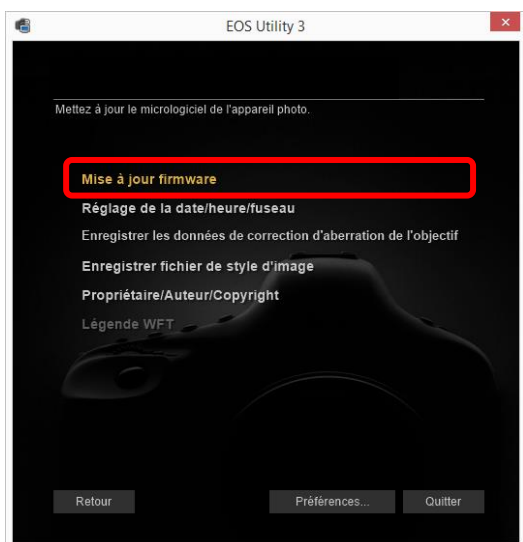 EOS Utility 3
Mettez à jour le micrologiciel de l'appareil photo.
Mise à jour firmware
Réglage de la date/heure/fuseau
Enregistrer les données de correction d'aberration de l'objectif
Enregistrer fichier de style d'image
Propriétaire/Auteur/Copyright
Légende WFT
Retour
Préférences...
Quitter